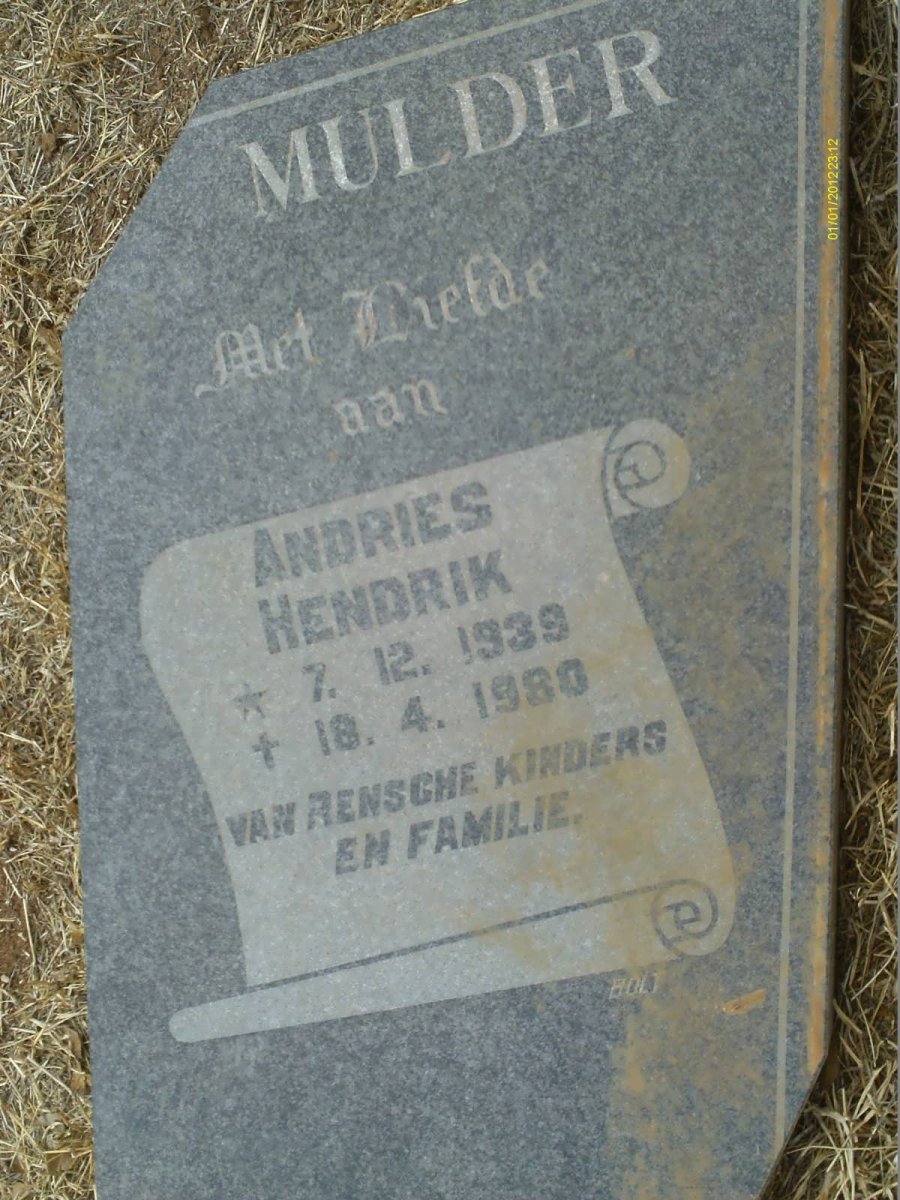 MULDER
Met Liefde
aan
ANDRIES
HENDRIK
7. 12. 1939
† 18. 4. 1980
VAN RENSCHE KINDERS
EN FAMILIE.
BOLT
01/01/2012 23:12